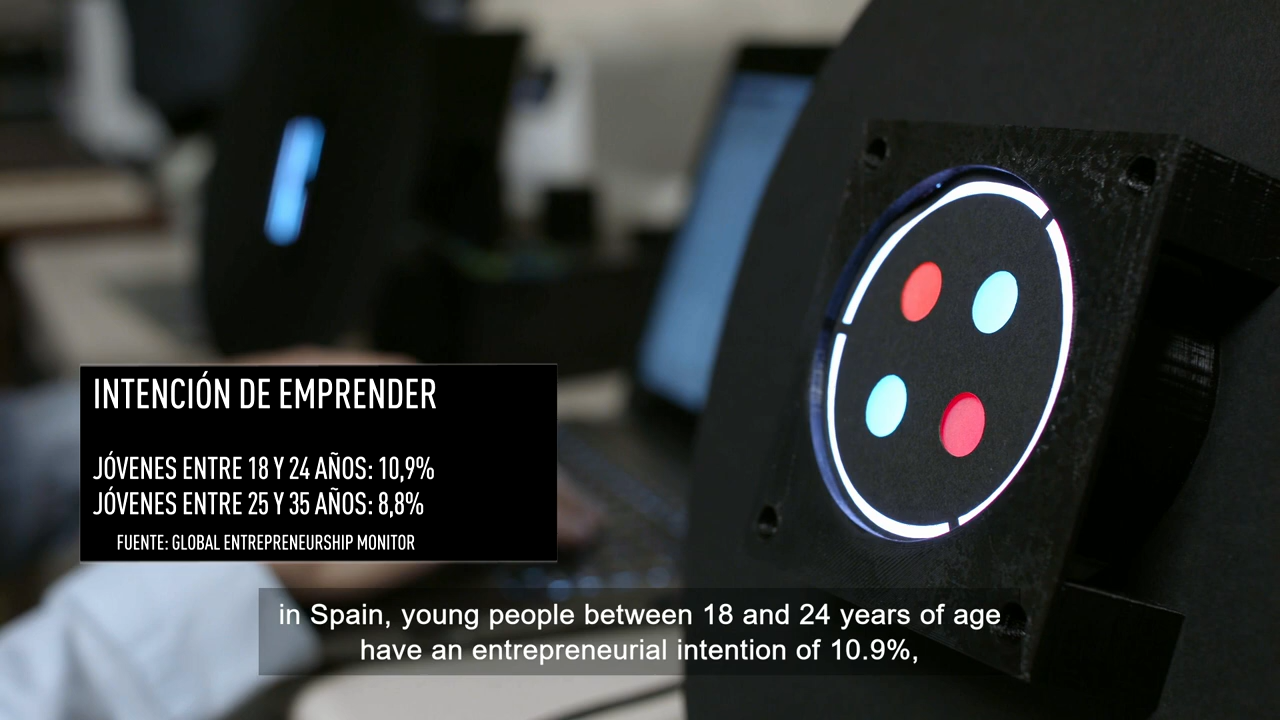 INTENCIÓN DE EMPRENDER
JÓVENES ENTRE 18 Y 24 AÑOS: 10,9%
JÓVENES ENTRE 25 Y 35 AÑOS: 8,8%
FUENTE: GLOBAL ENTREPRENEURSHIP MONITOR
in Spain, young people between 18 and 24 years of age
have an entrepreneurial intention of 10.9%,